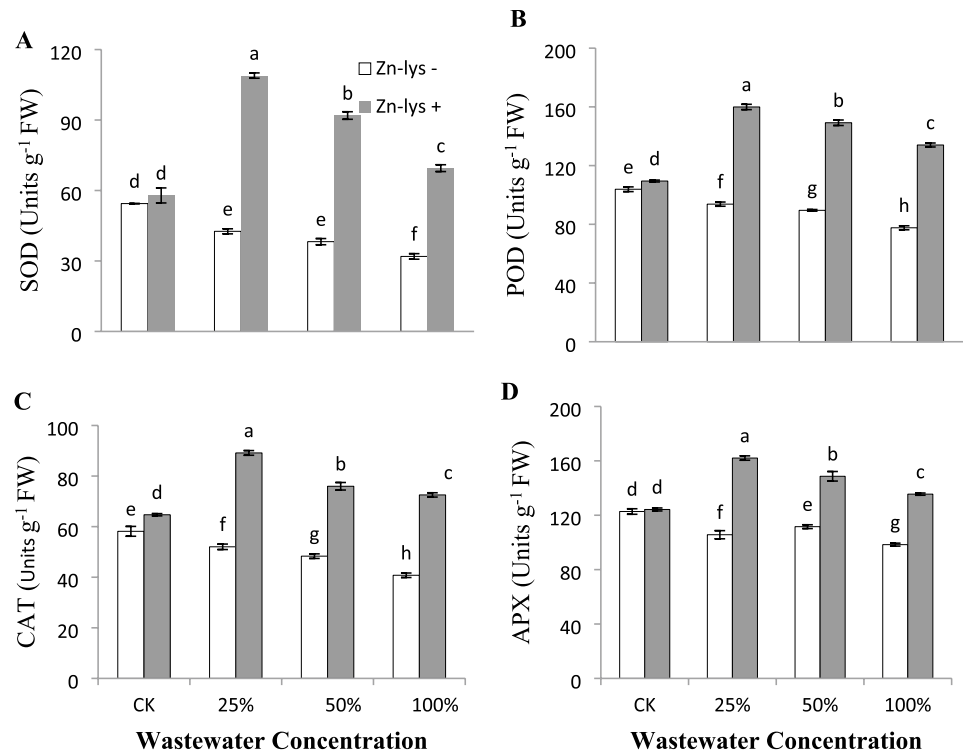 A
SOD (Units g⁻¹ FW)
120
90
60
30
0
Zn-lys -
Zn-lys +
d d e a e b f c
B
POD (Units g⁻¹ FW)
200
160
120
80
40
0
e d f a g b h c
C
CAT (Units g⁻¹ FW)
100
80
60
40
20
0
e d f a g b h c
CK 25% 50% 100%
Wastewater Concentration
D
APX (Units g⁻¹ FW)
200
160
120
80
40
0
d d f a e b g c
CK 25% 50% 100%
Wastewater Concentration